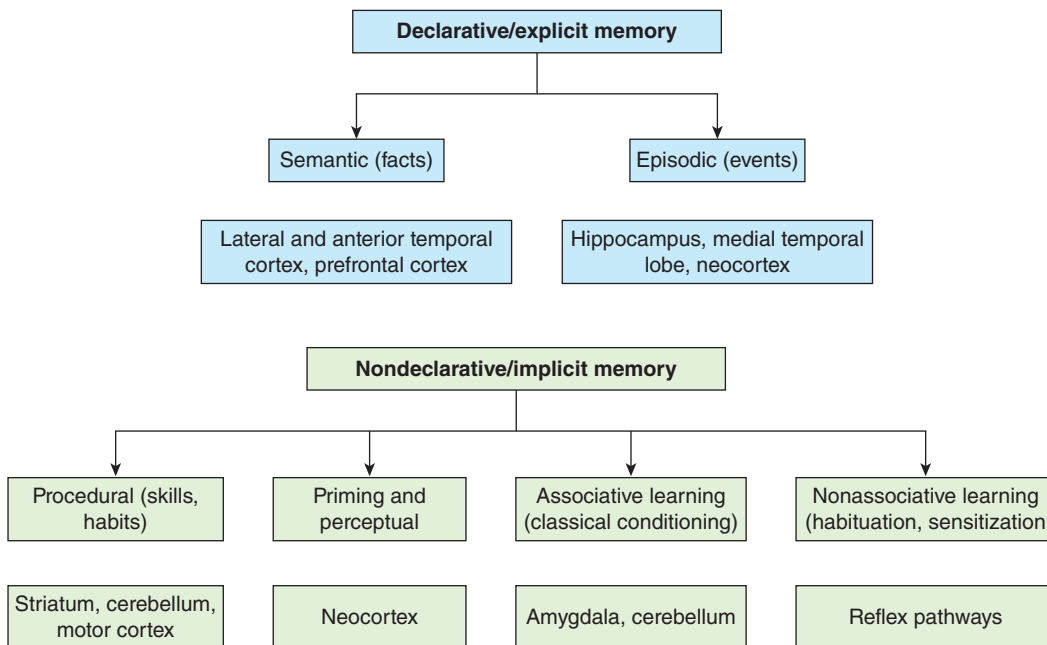 Declarative/explicit memory
Semantic (facts)
Episodic (events)
Lateral and anterior temporal
cortex, prefrontal cortex
Hippocampus, medial temporal
lobe, neocortex
Nondeclarative/implicit memory
Procedural (skills,
habits)
Priming and
perceptual
Associative learning
(classical conditioning)
Nonassociative learning
(habituation, sensitization
Striatum, cerebellum,
motor cortex
Neocortex
Amygdala, cerebellum
Reflex pathways